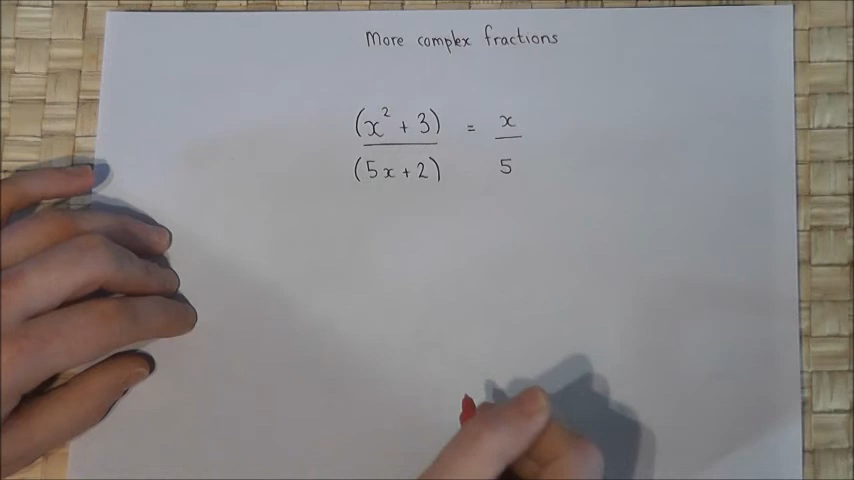 More complex fractions
(x² + 3) = x
(5x + 2) 5